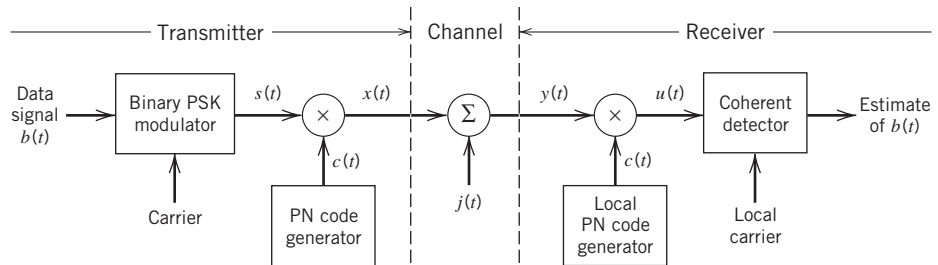 Transmitter
Channel
Receiver
Data
signal
b(t)
Binary PSK
modulator
s(t)
×
x(t)
Σ
y(t)
×
u(t)
Coherent
detector
Estimate
of b(t)
c(t)
c(t)
Carrier
PN code
generator
j(t)
Local
PN code
generator
Local
carrier